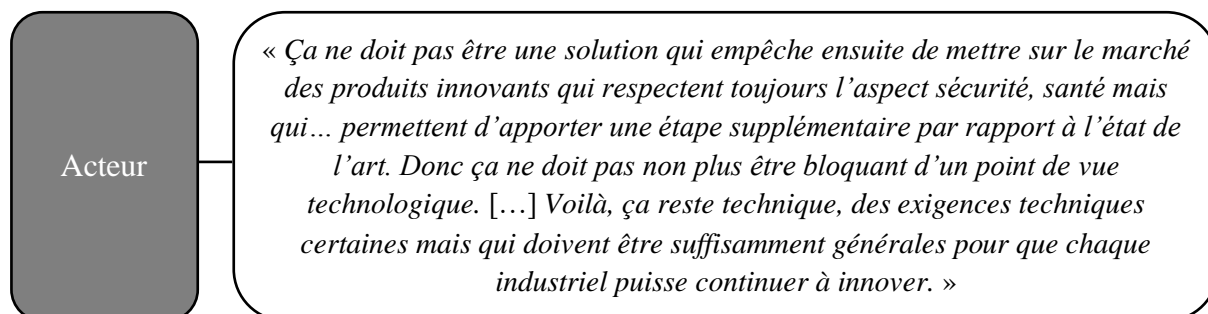 Acteur
« Ça ne doit pas être une solution qui empêche ensuite de mettre sur le marché
des produits innovants qui respectent toujours l’aspect sécurité, santé mais
qui… permettent d’apporter une étape supplémentaire par rapport à l’état de
l’art. Donc ça ne doit pas non plus être bloquant d’un point de vue
technologique. […] Voilà, ça reste technique, des exigences techniques
certaines mais qui doivent être suffisamment générales pour que chaque
industriel puisse continuer à innover. »